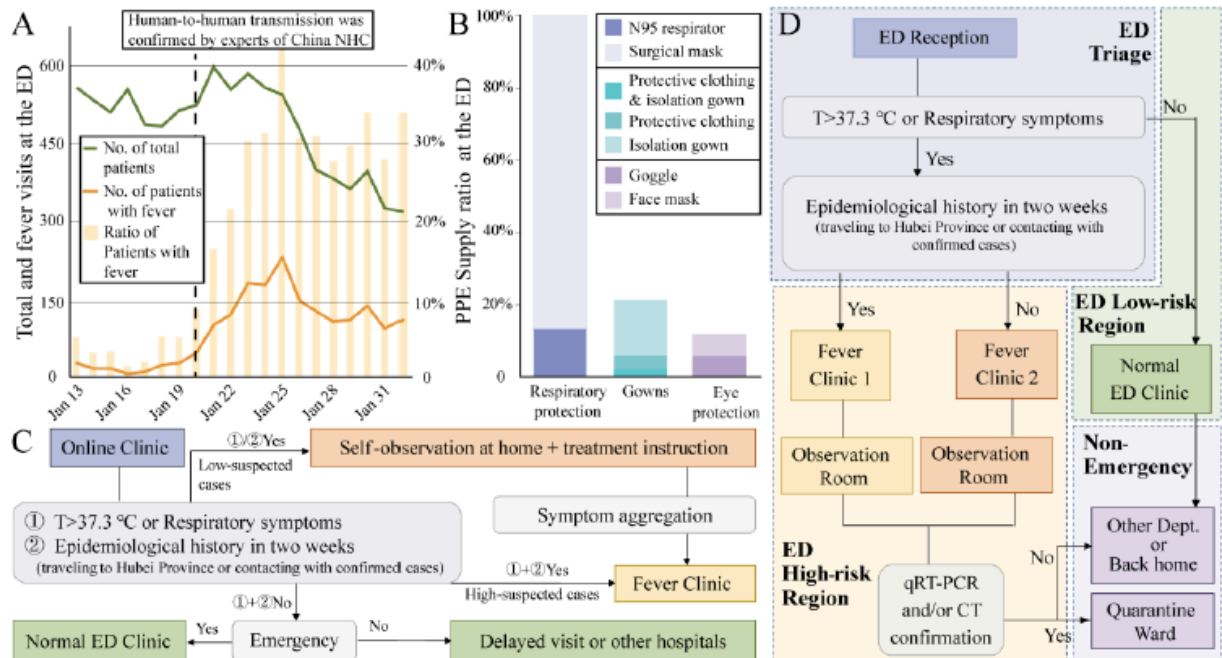 A
Human-to-human transmission was
confirmed by experts of China NHC
Total and fever visits at the ED
600
450
300
150
0
40%
30%
20%
10%
0
No. of total
patients
No. of patients
with fever
Ratio of
Patients with
fever
Jan 13
Jan 16
Jan 19
Jan 22
Jan 25
Jan 28
Jan 31
B
PPE Supply ratio at the ED
100%
80%
60%
40%
20%
0
N95 respirator
Surgical mask
Protective clothing
& isolation gown
Protective clothing
Isolation gown
Goggle
Face mask
Respiratory
protection
Gowns
Eye
protection
C
Online Clinic
①/②Yes
Low-suspected
cases
Self-observation at home + treatment instruction
① T>37.3 °C or Respiratory symptoms
② Epidemiological history in two weeks
(traveling to Hubei Province or contacting with confirmed cases)
Symptom aggregation
①+②Yes
High-suspected cases
Fever Clinic
①+②No
Normal ED Clinic
Yes
Emergency
No
Delayed visit or other hospitals
D
ED Reception
ED
Triage
T>37.3 °C or Respiratory symptoms
No
Yes
Epidemiological history in two weeks
(traveling to Hubei Province or contacting with
confirmed cases)
Yes
No
ED Low-risk
Region
Fever
Clinic 1
Fever
Clinic 2
Normal
ED Clinic
Observation
Room
Observation
Room
Non-
Emergency
ED
High-risk
Region
qRT-PCR
and/or CT
confirmation
No
Other Dept.
or
Back home
Yes
Quarantine
Ward